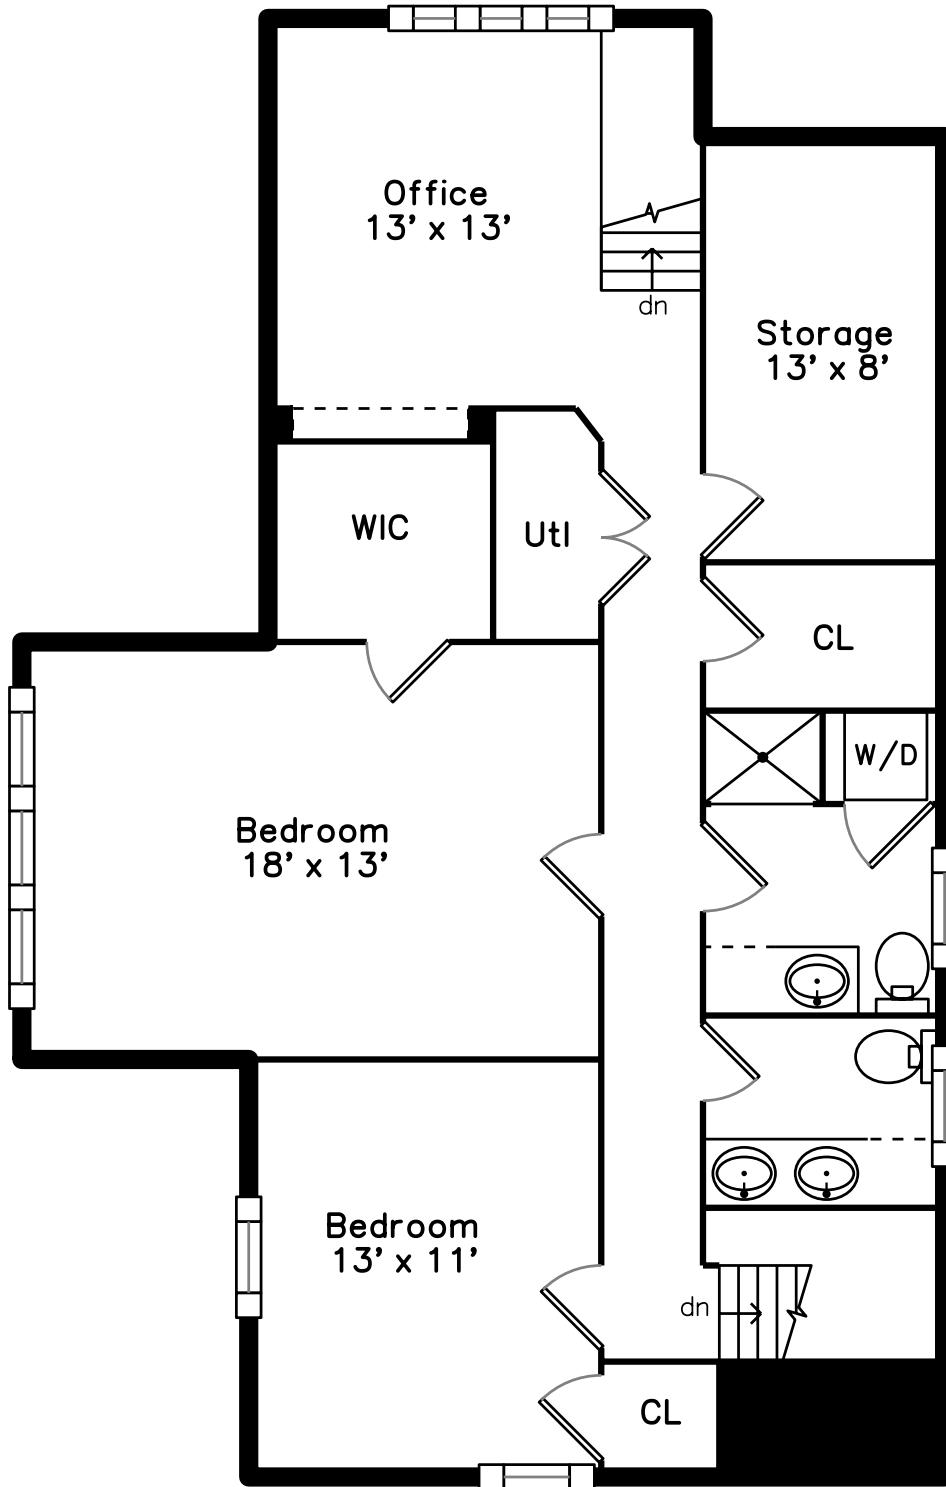 Office
13' x 13'
dn
Storage
13' x 8'
WIC
Utl
CL
W/D
Bedroom
18' x 13'
Bedroom
13' x 11'
dn
CL